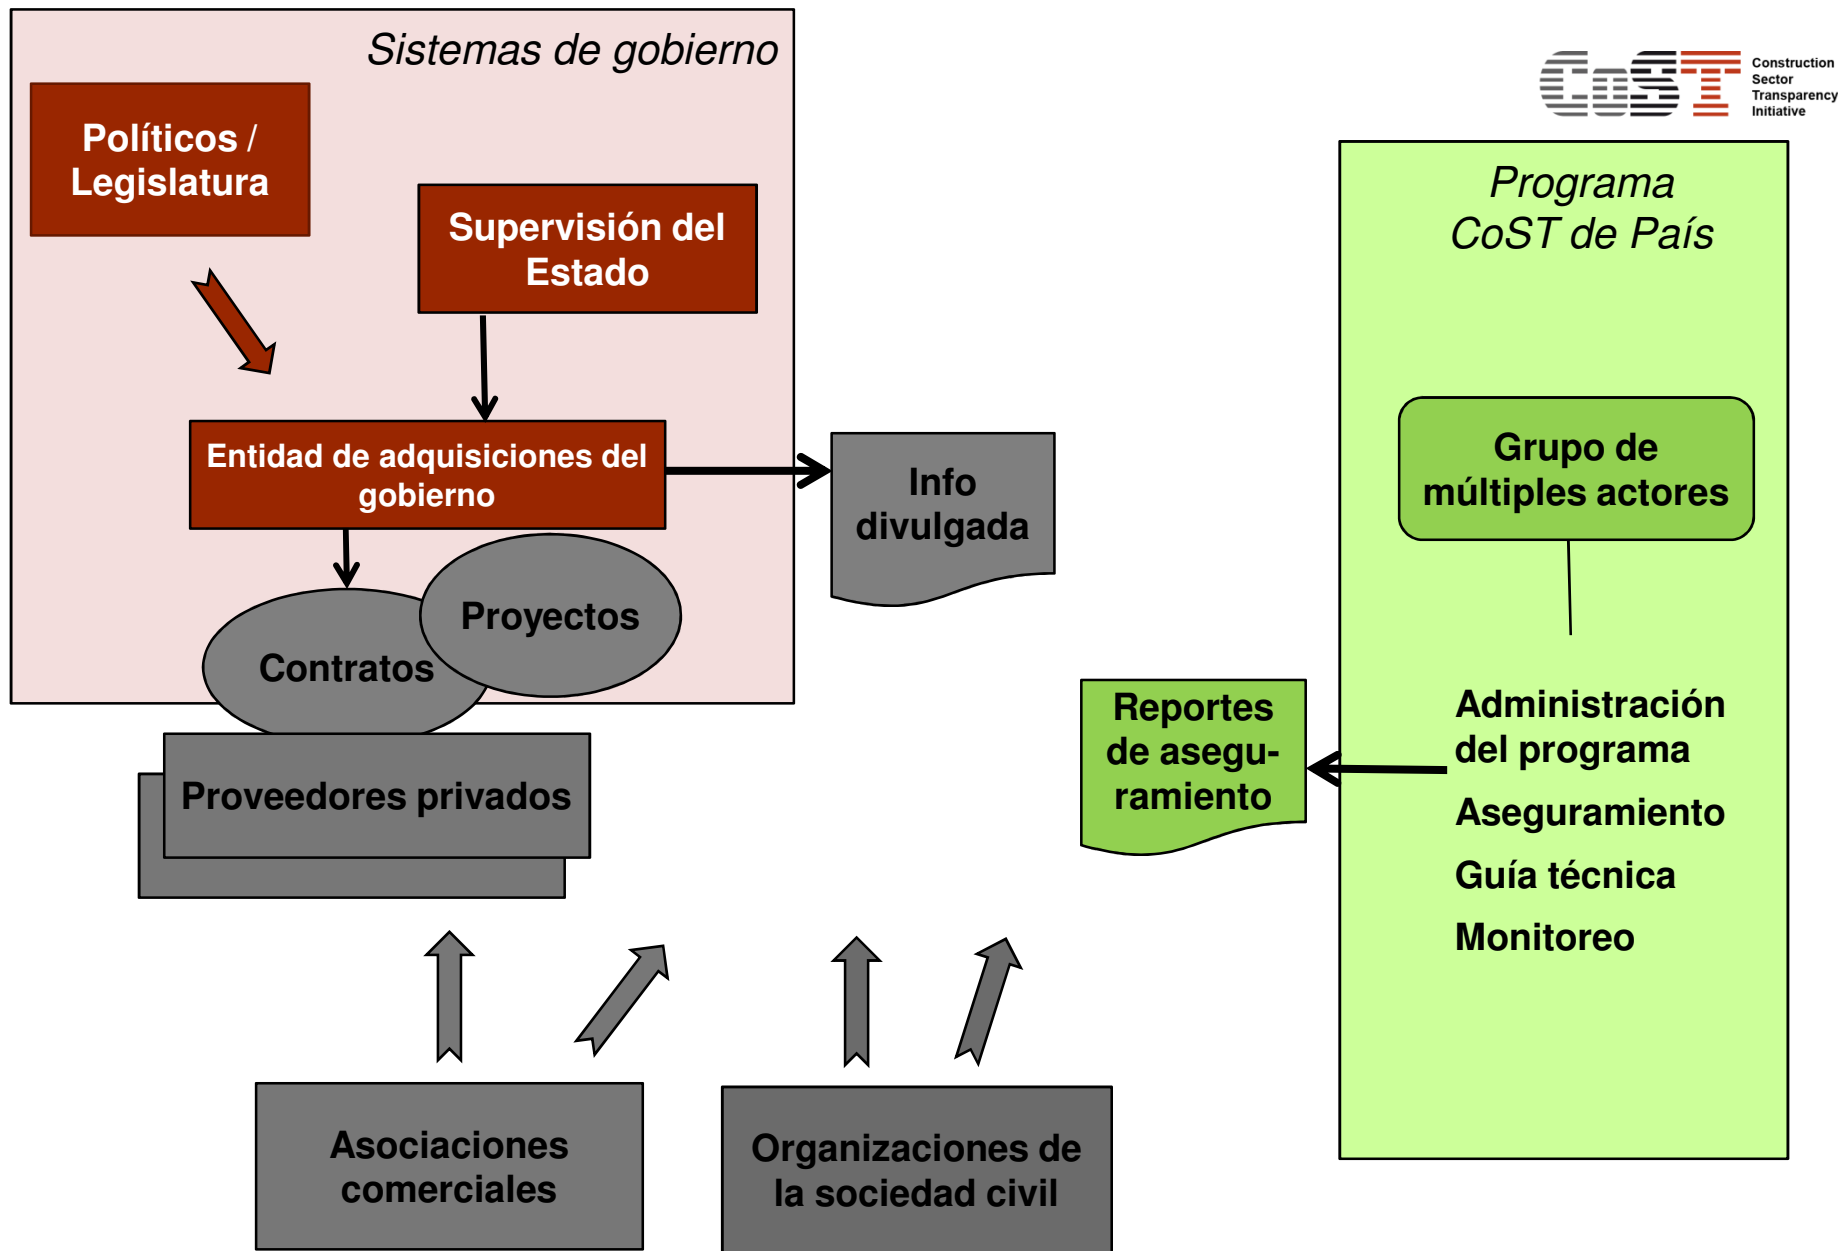 Sistemas de gobierno
Políticos /
Legislatura
Supervisión del
Estado
Entidad de adquisiciones del
gobierno
Info
divulgada
Proyectos
Contratos
Proveedores privados
Asociaciones
comerciales
Organizaciones de
la sociedad civil
Reportes
de asegu-
ramiento
CoST
Construction
Sector
Transparency
Initiative
Programa
CoST de País
Grupo de
múltiples actores
Administración
del programa
Aseguramiento
Guía técnica
Monitoreo